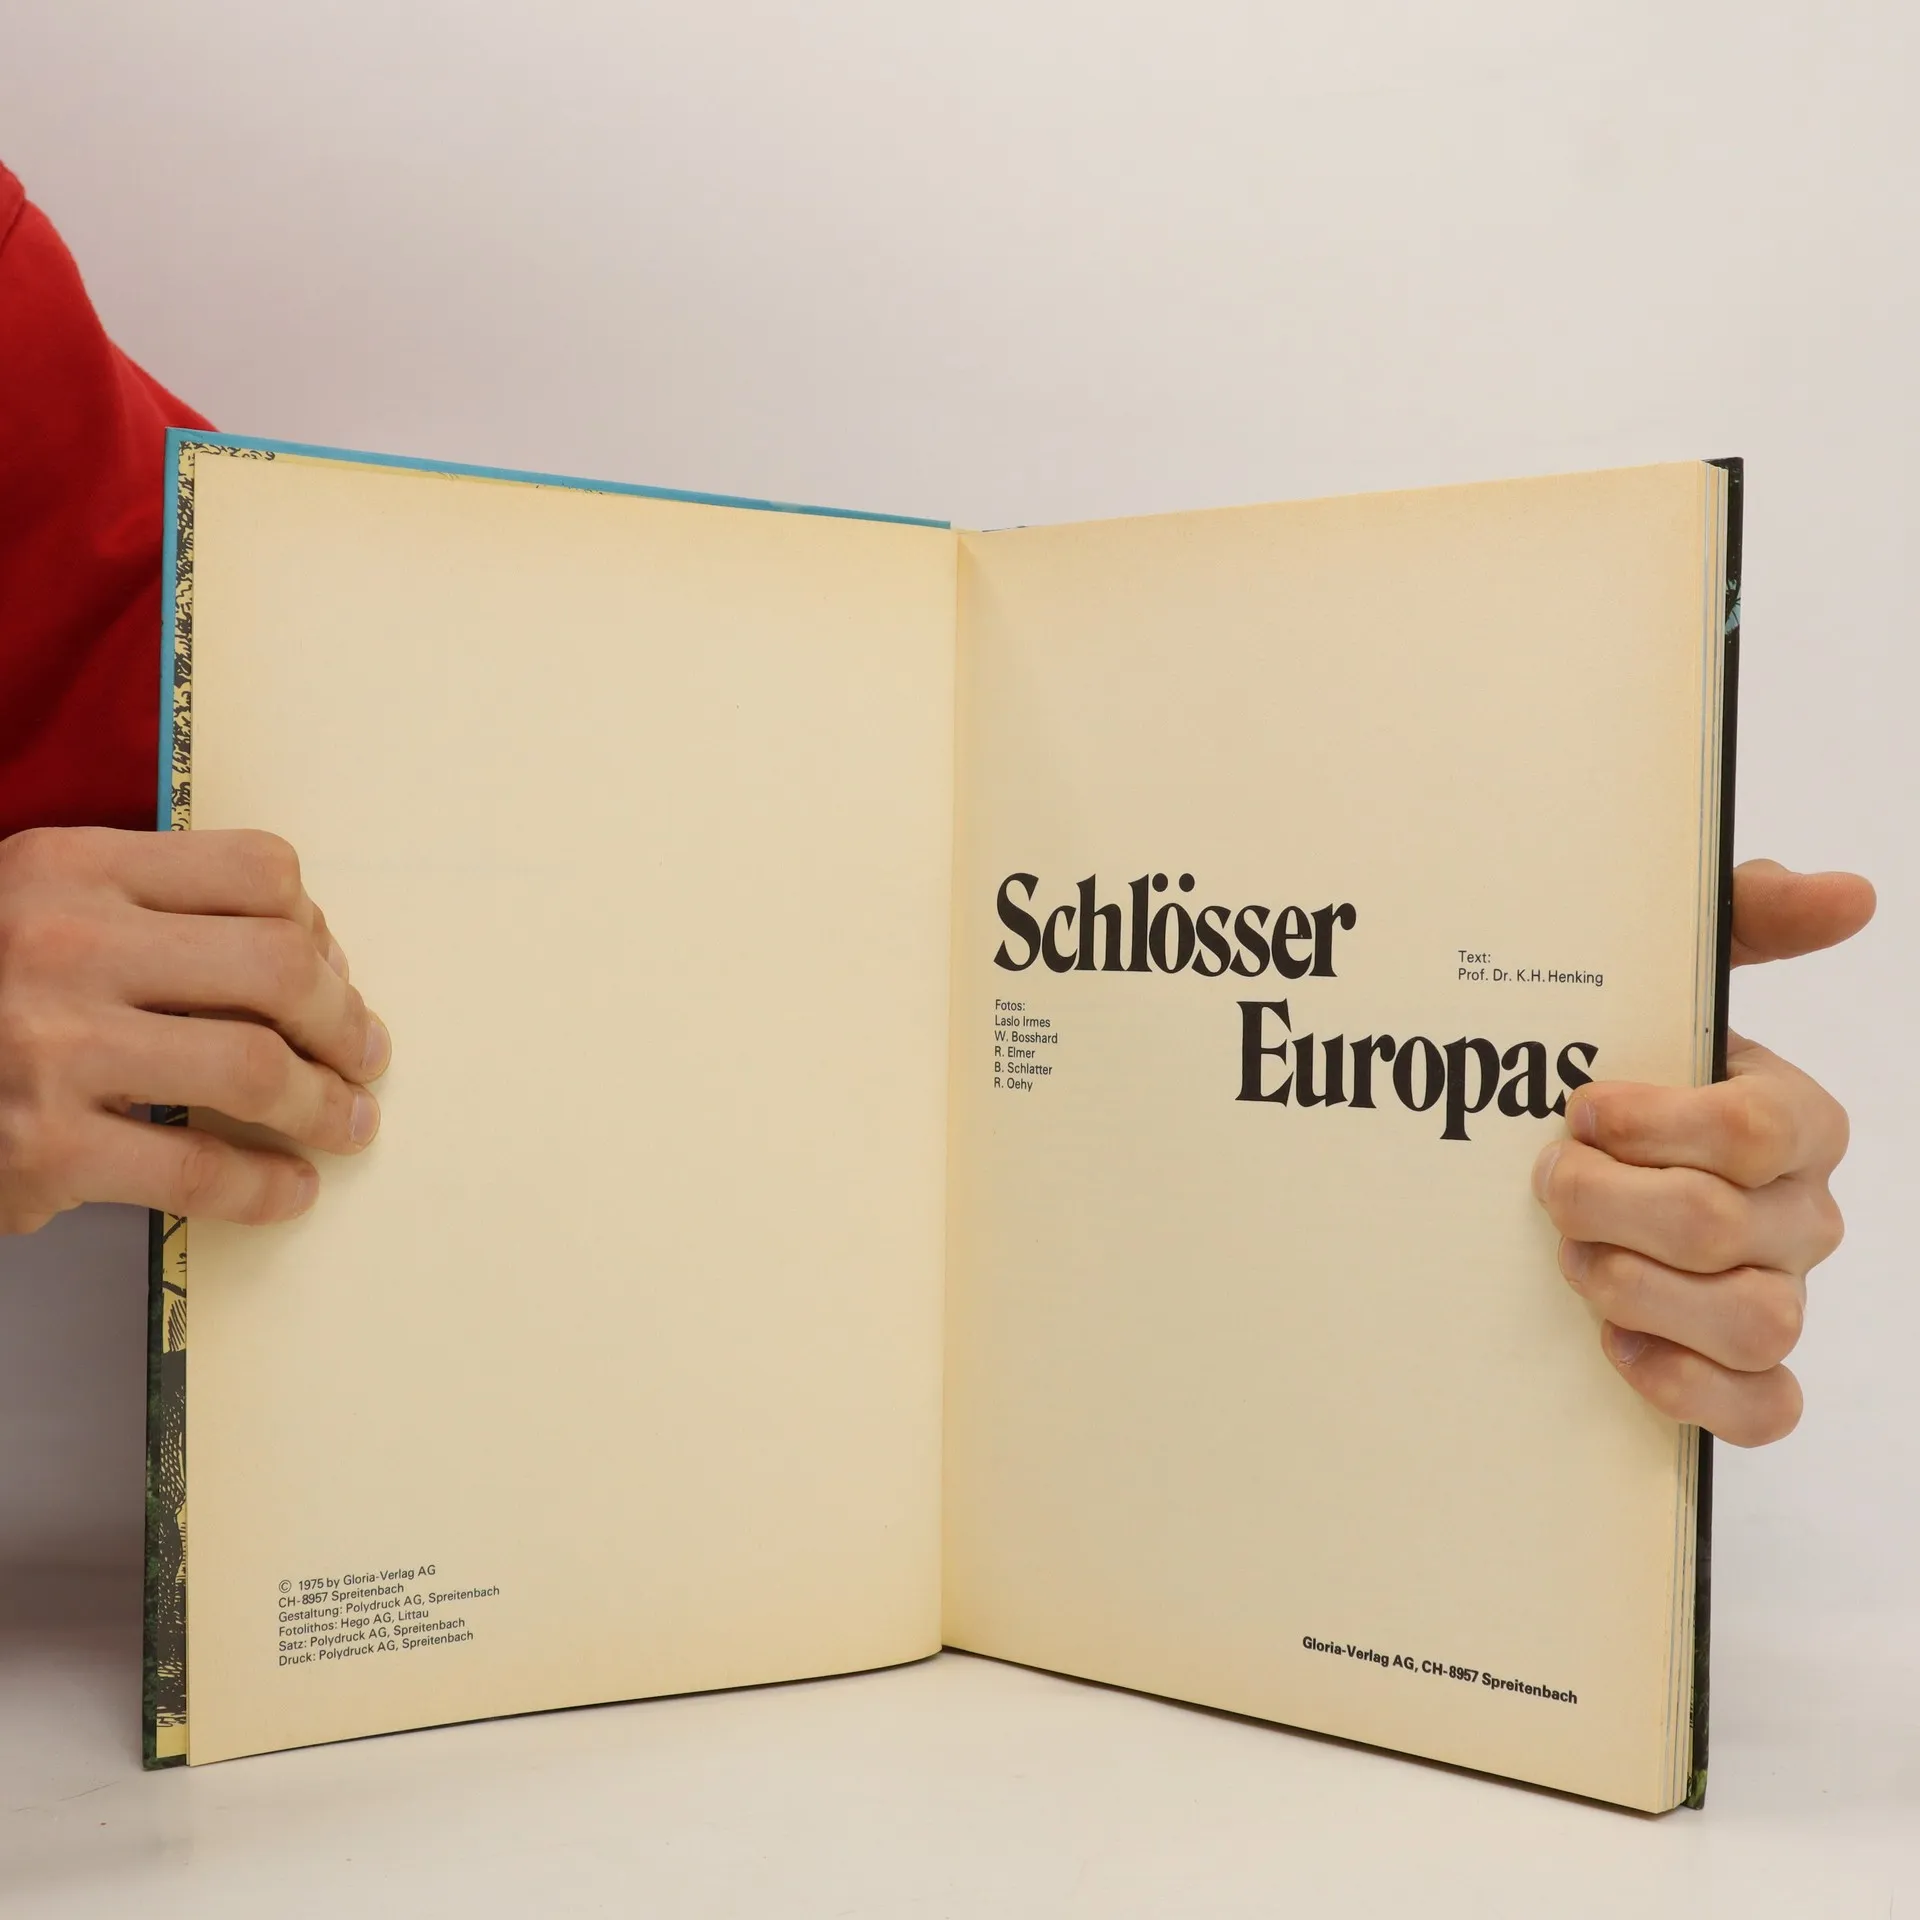 © 1975 by Gloria-Verlag AG
CH-8957 Spreitenbach
Gestaltung: Polydruck AG, Spreitenbach
Fotolithos: Hego AG, Littau
Satz: Polydruck AG, Spreitenbach
Druck: Polydruck AG, Spreitenbach
Schlösser
Text:
Prof. Dr. K.H. Henking
Europas
Fotos:
Laslo Irmes
W. Bosshard
R. Elmer
B. Schlatter
R. Oehy
Gloria-Verlag AG, CH-8957 Spreitenbach